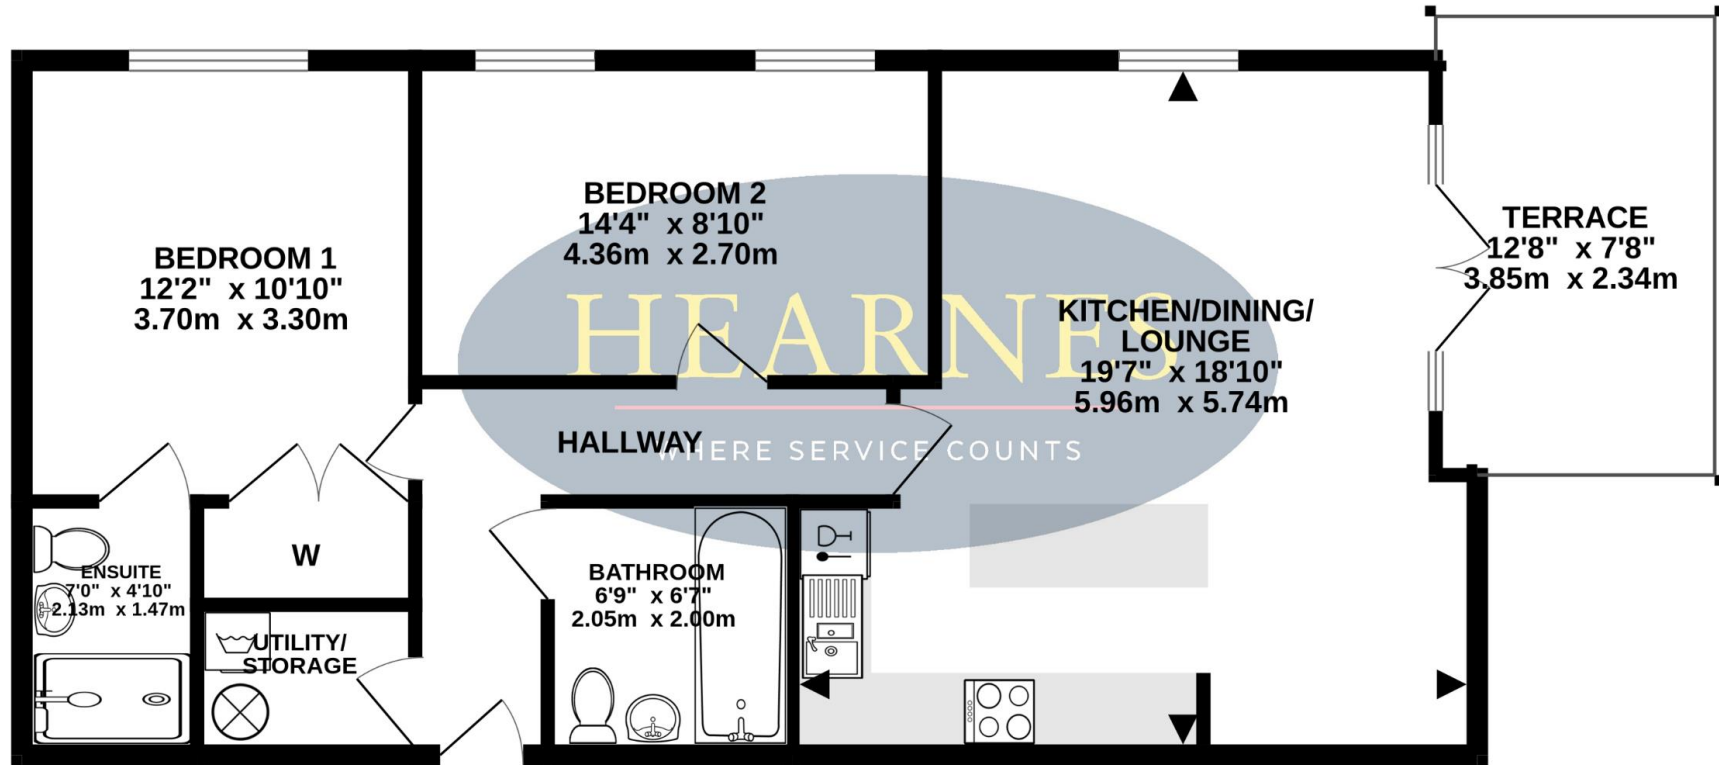 BEDROOM 1
12'2" x 10'10"
3.70m x 3.30m
BEDROOM 2
14'4" x 8'10"
4.36m x 2.70m
TERRACE
12'8" x 7'8"
3.85m x 2.34m
HEARNES
WHERE SERVICE COUNTS
KITCHEN/DINING/
LOUNGE
19'7" x 18'10"
5.96m x 5.74m
HALLWAY
W
ENSUITE
7'0" x 4'10"
2.13m x 1.47m
BATHROOM
6'9" x 6'7"
2.05m x 2.00m
UTILITY/
STORAGE